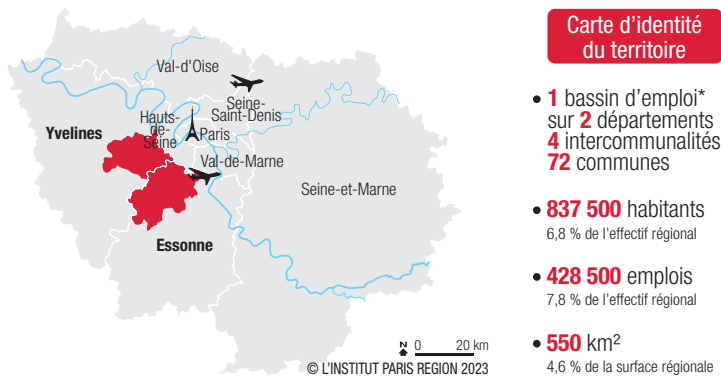 Val-d'Oise
Seine-
Saint-Denis
Hauts-
de-
Seine
Paris
Yvelines
Val-de-Marne
Seine-et-Marne
Essonne
N 0 20 km
© L'INSTITUT PARIS REGION 2023
Carte d’identité
du territoire
• 1 bassin d’emploi*
sur 2 départements
4 intercommunalités
72 communes
• 837 500 habitants
6,8 % de l’effectif régional
• 428 500 emplois
7,8 % de l’effectif régional
• 550 km²
4,6 % de la surface régionale